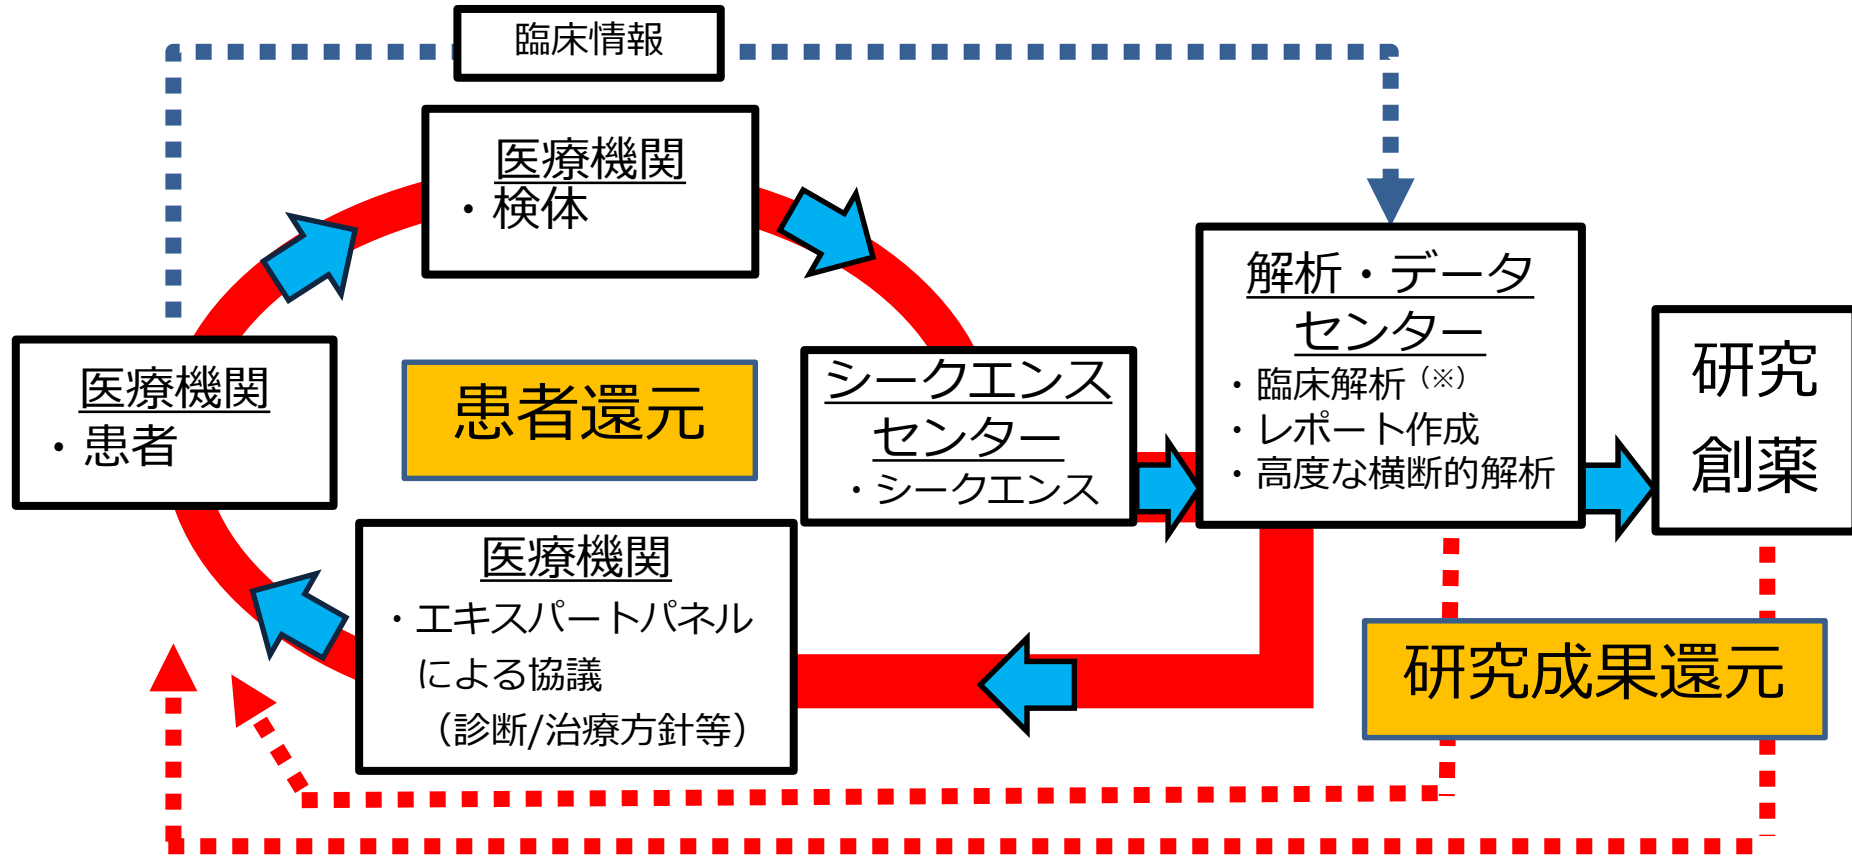 臨床情報
医療機関
・検体
医療機関
・患者
患者還元
シークエンス
センター
・シークエンス
解析・データ
センター
・臨床解析（※）
・レポート作成
・高度な横断的解析
研究
創薬
医療機関
・エキスパートパネル
による協議
（診断/治療方針等）
研究成果還元